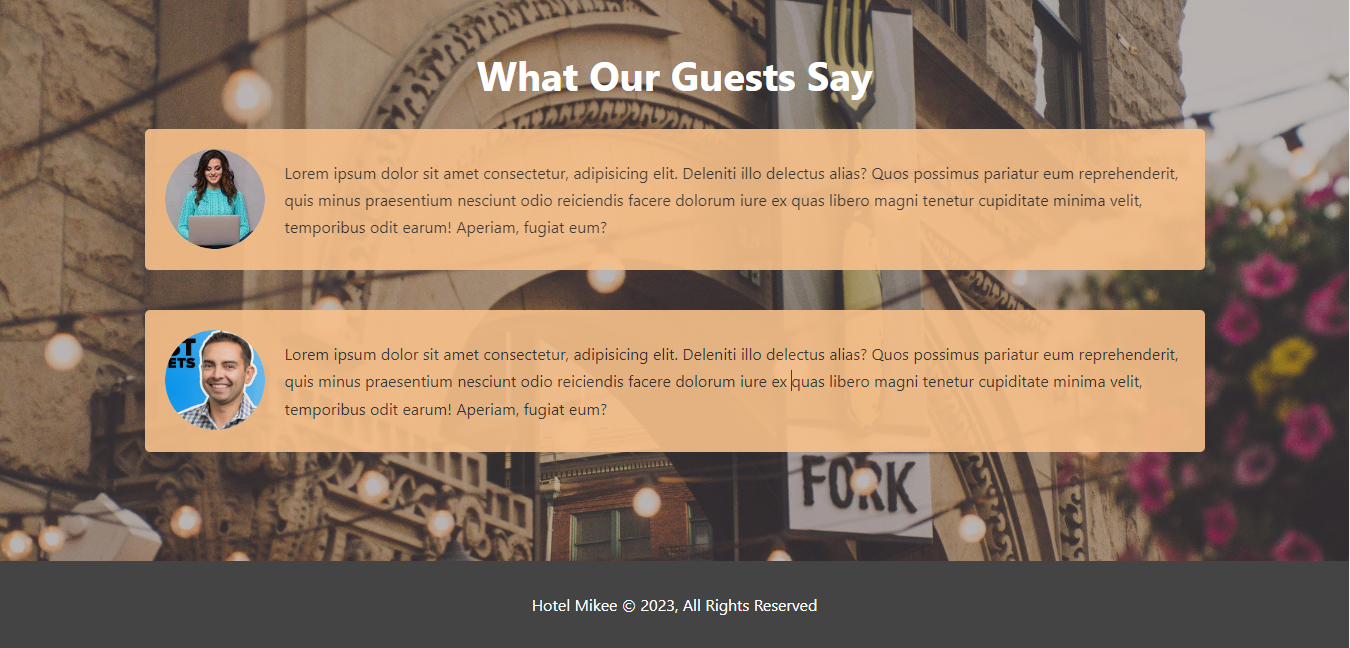 What Our Guests Say
Lorem ipsum dolor sit amet consectetur, adipisicing elit. Deleniti illo delectus alias? Quos possimus pariatur eum reprehenderit,
quis minus praesentium nesciunt odio reiciendis facere dolorum iure ex quas libero magni tenetur cupiditate minima velit,
temporibus odit earum! Aperiam, fugiat eum?
ST
ETS
Lorem ipsum dolor sit amet consectetur, adipisicing elit. Deleniti illo delectus alias? Quos possimus pariatur eum reprehenderit,
quis minus praesentium nesciunt odio reiciendis facere dolorum iure ex quas libero magni tenetur cupiditate minima velit,
temporibus odit earum! Aperiam, fugiat eum?
FORK
Hotel Mikee © 2023, All Rights Reserved